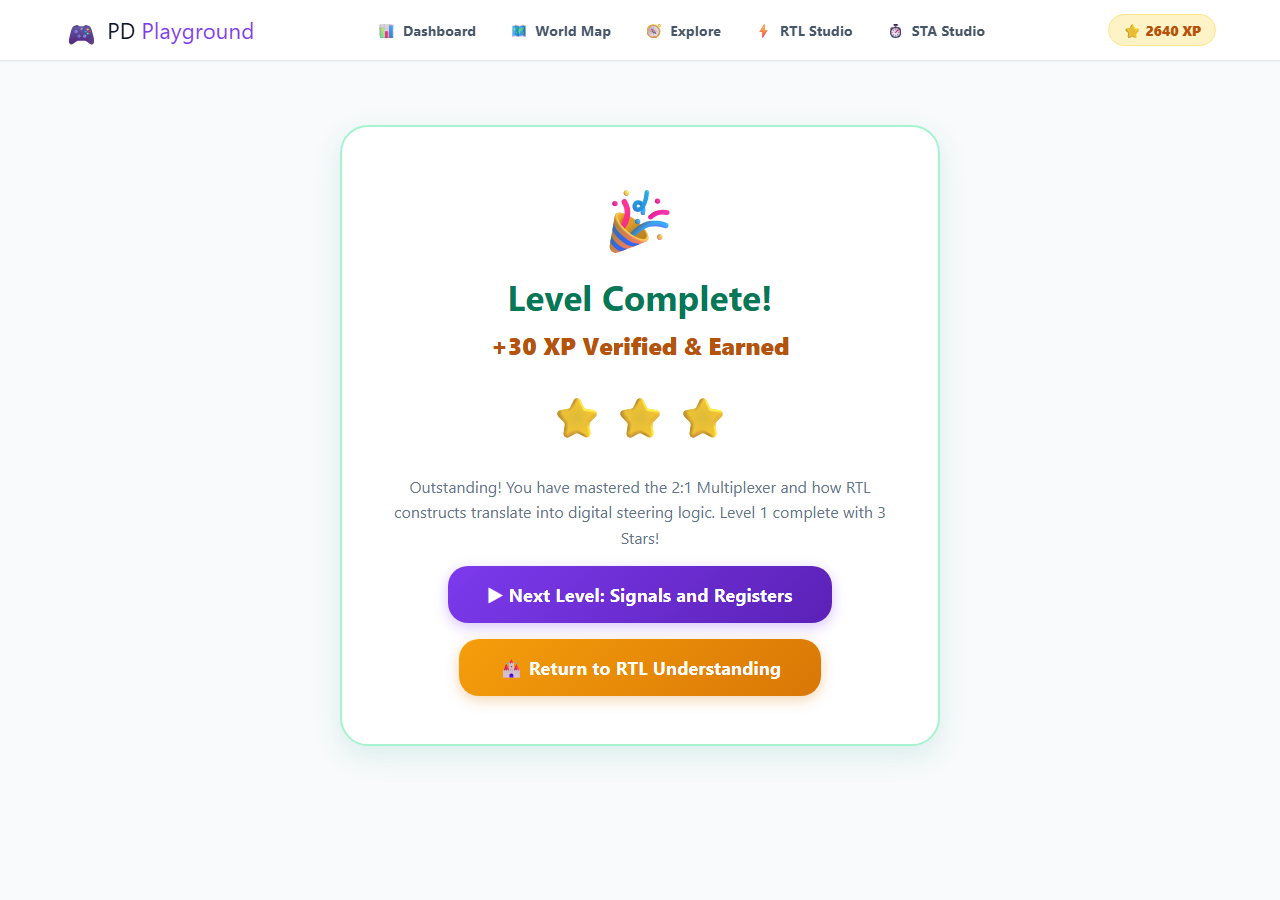 🎮 PD Playground
📊 Dashboard
🗺️ World Map
🧭 Explore
⚡ RTL Studio
⏱️ STA Studio
⭐ 2640 XP
Level Complete!
+30 XP Verified & Earned
⭐ ⭐ ⭐
Outstanding! You have mastered the 2:1 Multiplexer and how RTL
constructs translate into digital steering logic. Level 1 complete with 3
Stars!
▶ Next Level: Signals and Registers
🏰 Return to RTL Understanding